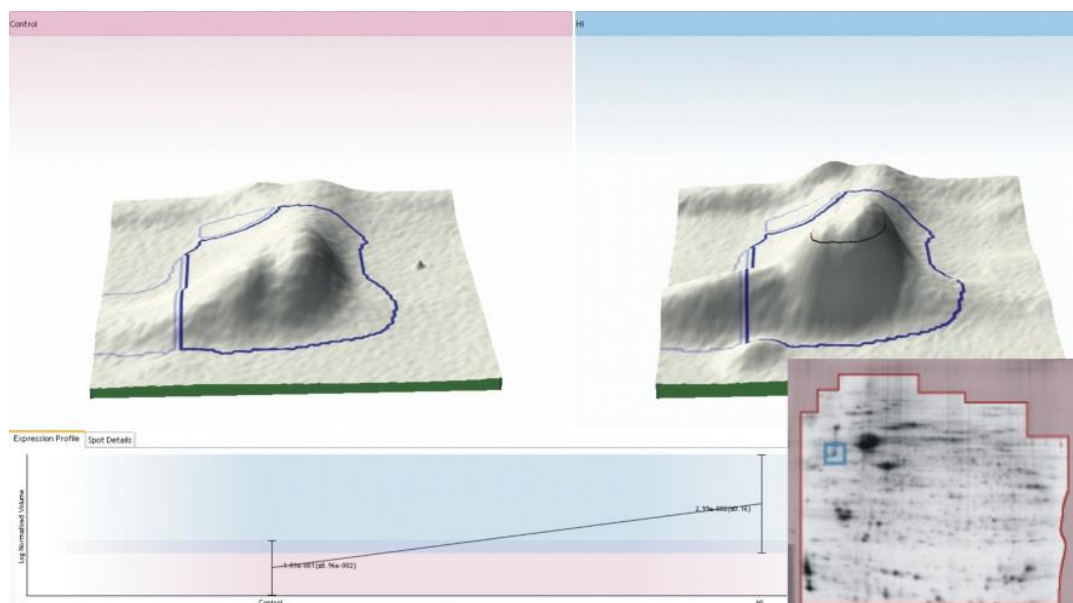 Control
HI
Expression Profile
Spot Details
Log Normalised Volume
Control
HI